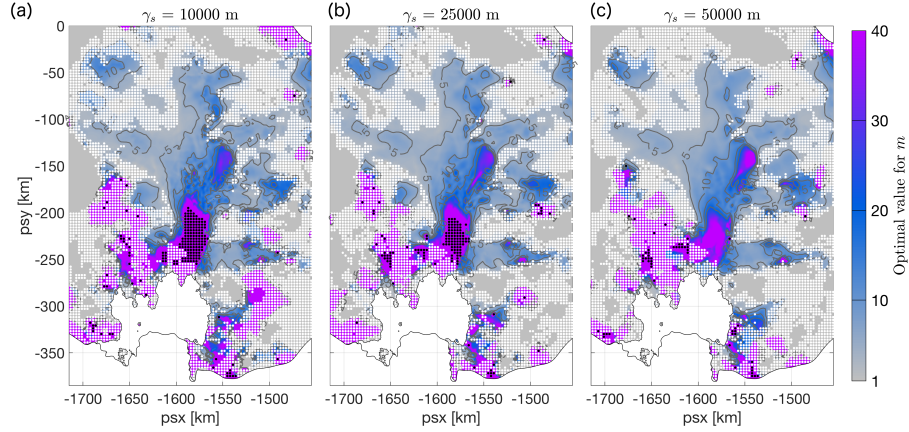 (a) γs = 10000 m (b) γs = 25000 m (c) γs = 50000 m
0
-50
-100
-150
-200
-250
-300
-350
psy [km]
-1700 -1650 -1600 -1550 -1500
-1700 -1650 -1600 -1550 -1500
-1700 -1650 -1600 -1550 -1500
psx [km] psx [km] psx [km]
40
30
20
10
1
Optimal value for m